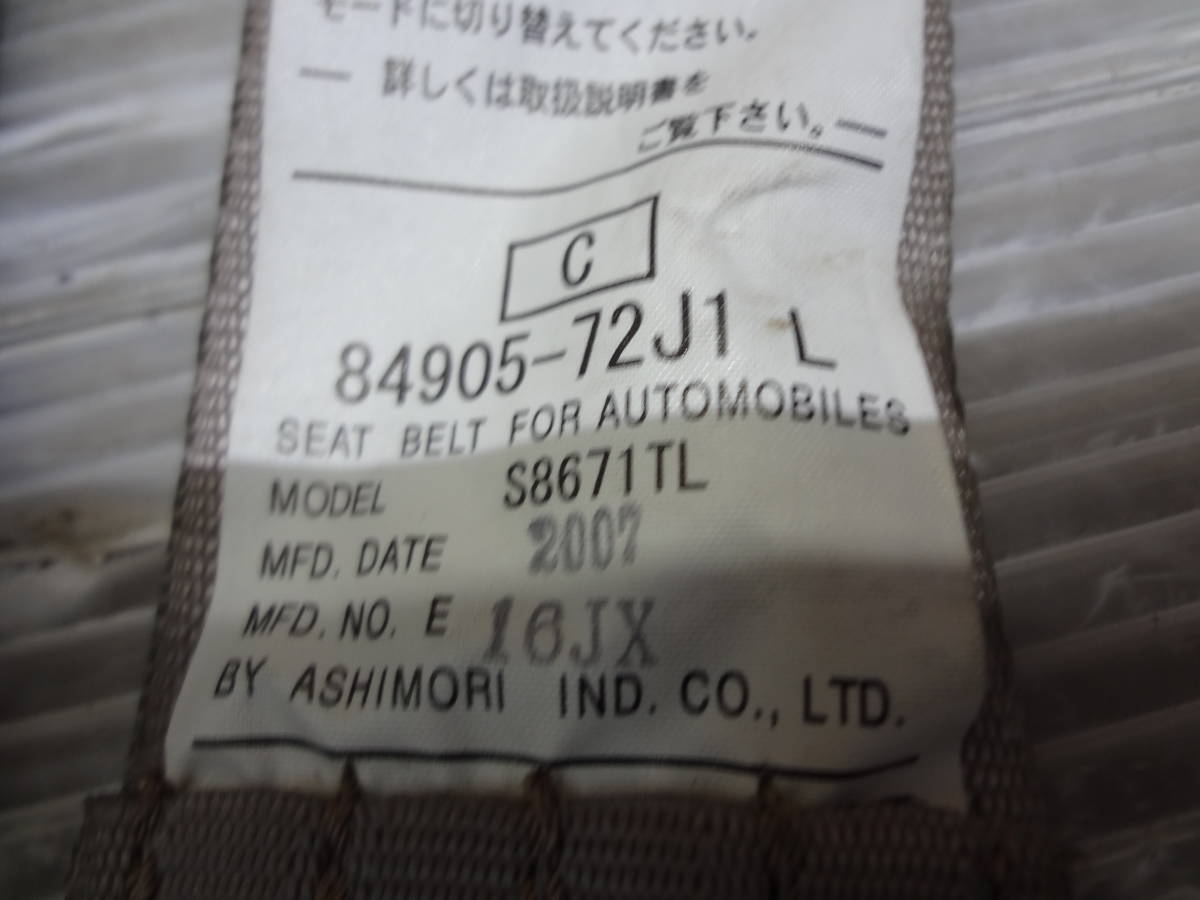 モードに切り替えてください。
― 詳しくは取扱説明書を
ご覧下さい。―
C
84905-72J1 L
SEAT BELT FOR AUTOMOBILES
MODEL S8671TL
MFD. DATE 2007
MFD. NO. E 16JX
BY ASHIMORI IND. CO., LTD.